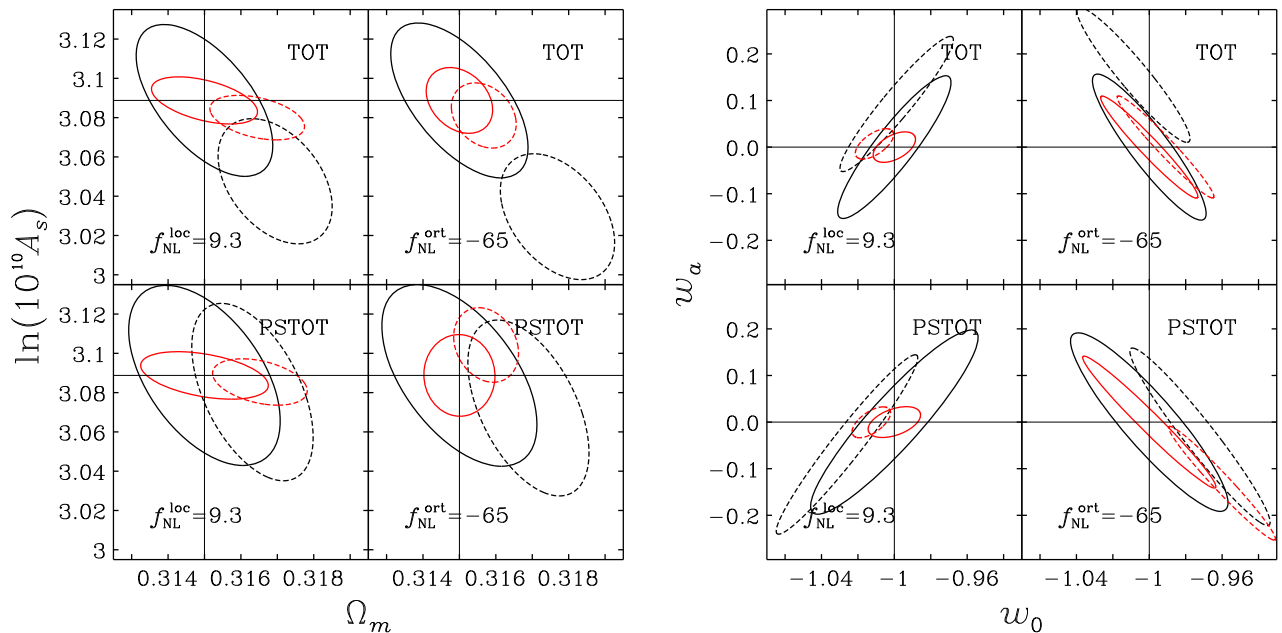 3.12
3.10
3.08
3.06
3.04
3.02
3
TOT
f_NL^loc=9.3
TOT
f_NL^ort=−65
3.12
3.10
3.08
3.06
3.04
3.02
3
PSTOT
f_NL^loc=9.3
PSTOT
f_NL^ort=−65
ln(10^10 A_s)
0.314 0.316 0.318 0.314 0.316 0.318
Ω_m
0.2
0.1
0.0
−0.1
−0.2
TOT
f_NL^loc=9.3
TOT
f_NL^ort=−65
0.2
0.1
0.0
−0.1
−0.2
PSTOT
f_NL^loc=9.3
PSTOT
f_NL^ort=−65
w_a
−1.04 −1 −0.96 −1.04 −1 −0.96
w_0